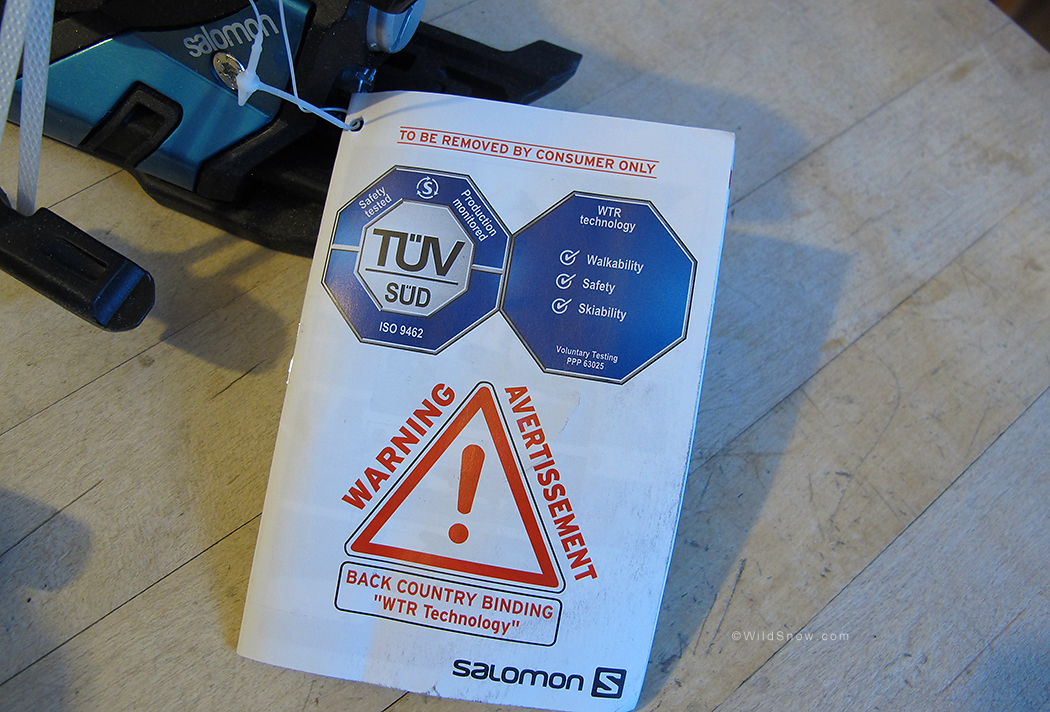 salomon
TO BE REMOVED BY CONSUMER ONLY
Safety
tested
Production
monitored
TÜV
SÜD
ISO 9462
WTR
technology
Walkability
Safety
Skiability
Voluntary Testing
PPP 63025
WARNING
AVERTISSEMENT
BACK COUNTRY BINDING
"WTR Technology"
salomon S
©WildSnow.com